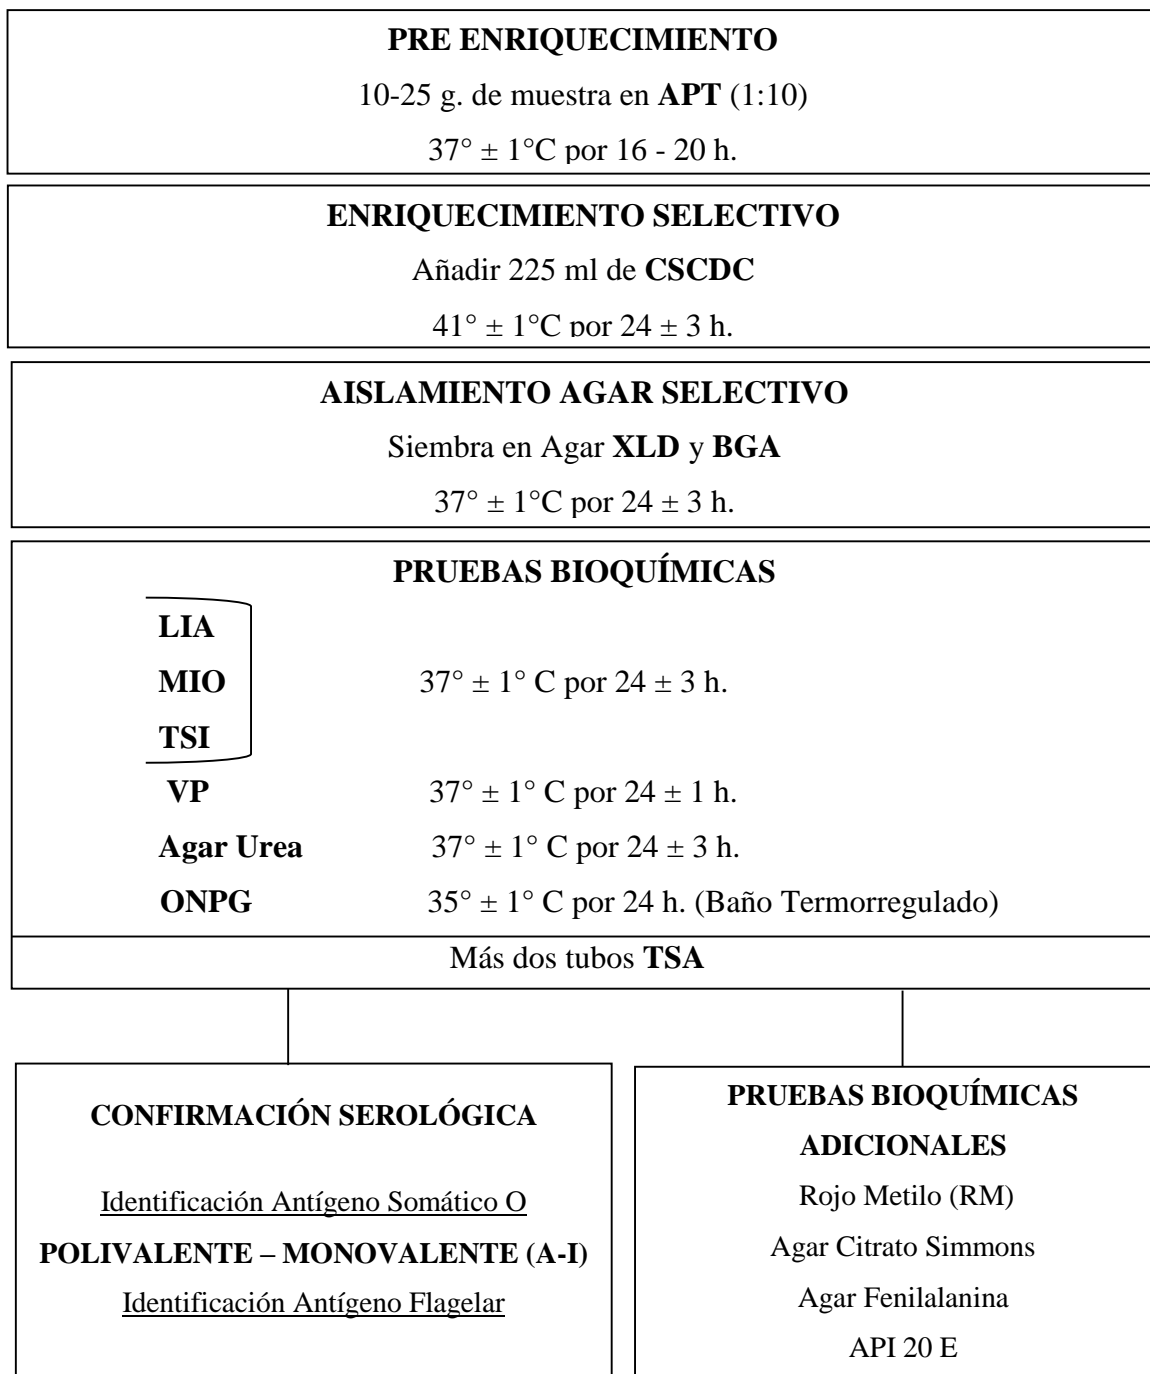 PRE ENRIQUECIMIENTO
10-25 g. de muestra en APT (1:10)
37° ± 1°C por 16 - 20 h.
ENRIQUECIMIENTO SELECTIVO
Añadir 225 ml de CSCDC
41° ± 1°C por 24 ± 3 h.
AISLAMIENTO AGAR SELECTIVO
Siembra en Agar XLD y BGA
37° ± 1°C por 24 ± 3 h.
PRUEBAS BIOQUÍMICAS
LIA
MIO 37° ± 1° C por 24 ± 3 h.
TSI
VP 37° ± 1° C por 24 ± 1 h.
Agar Urea 37° ± 1° C por 24 ± 3 h.
ONPG 35° ± 1° C por 24 h. (Baño Termorregulado)
Más dos tubos TSA
CONFIRMACIÓN SEROLÓGICA
Identificación Antígeno Somático O
POLIVALENTE – MONOVALENTE (A-I)
Identificación Antígeno Flagelar
PRUEBAS BIOQUÍMICAS
ADICIONALES
Rojo Metilo (RM)
Agar Citrato Simmons
Agar Fenilalanina
API 20 E